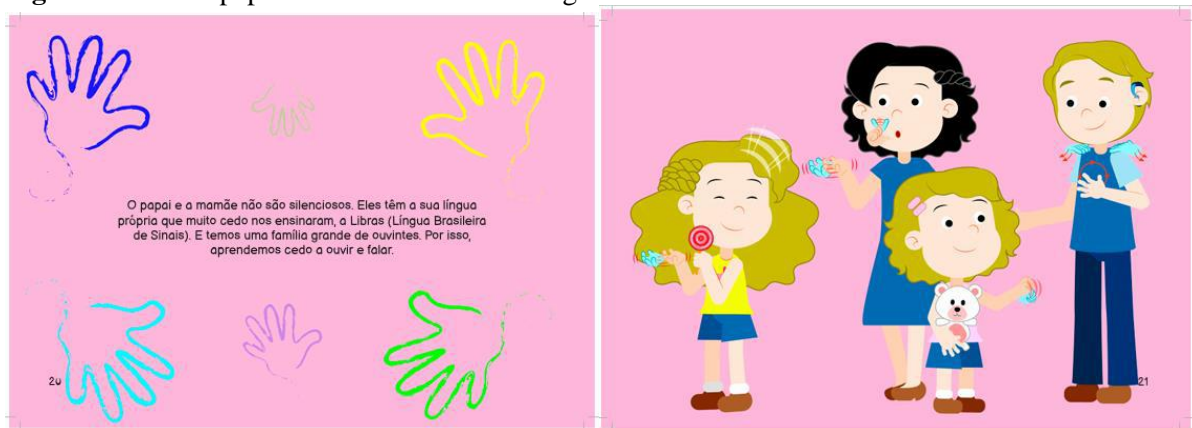 O papai e a mamãe não são silenciosos. Eles têm a sua língua
própria que muito cedo nos ensinaram, a Libras (Língua Brasileira
de Sinais). E temos uma família grande de ouvintes. Por isso,
aprendemos cedo a ouvir e falar.
20
21